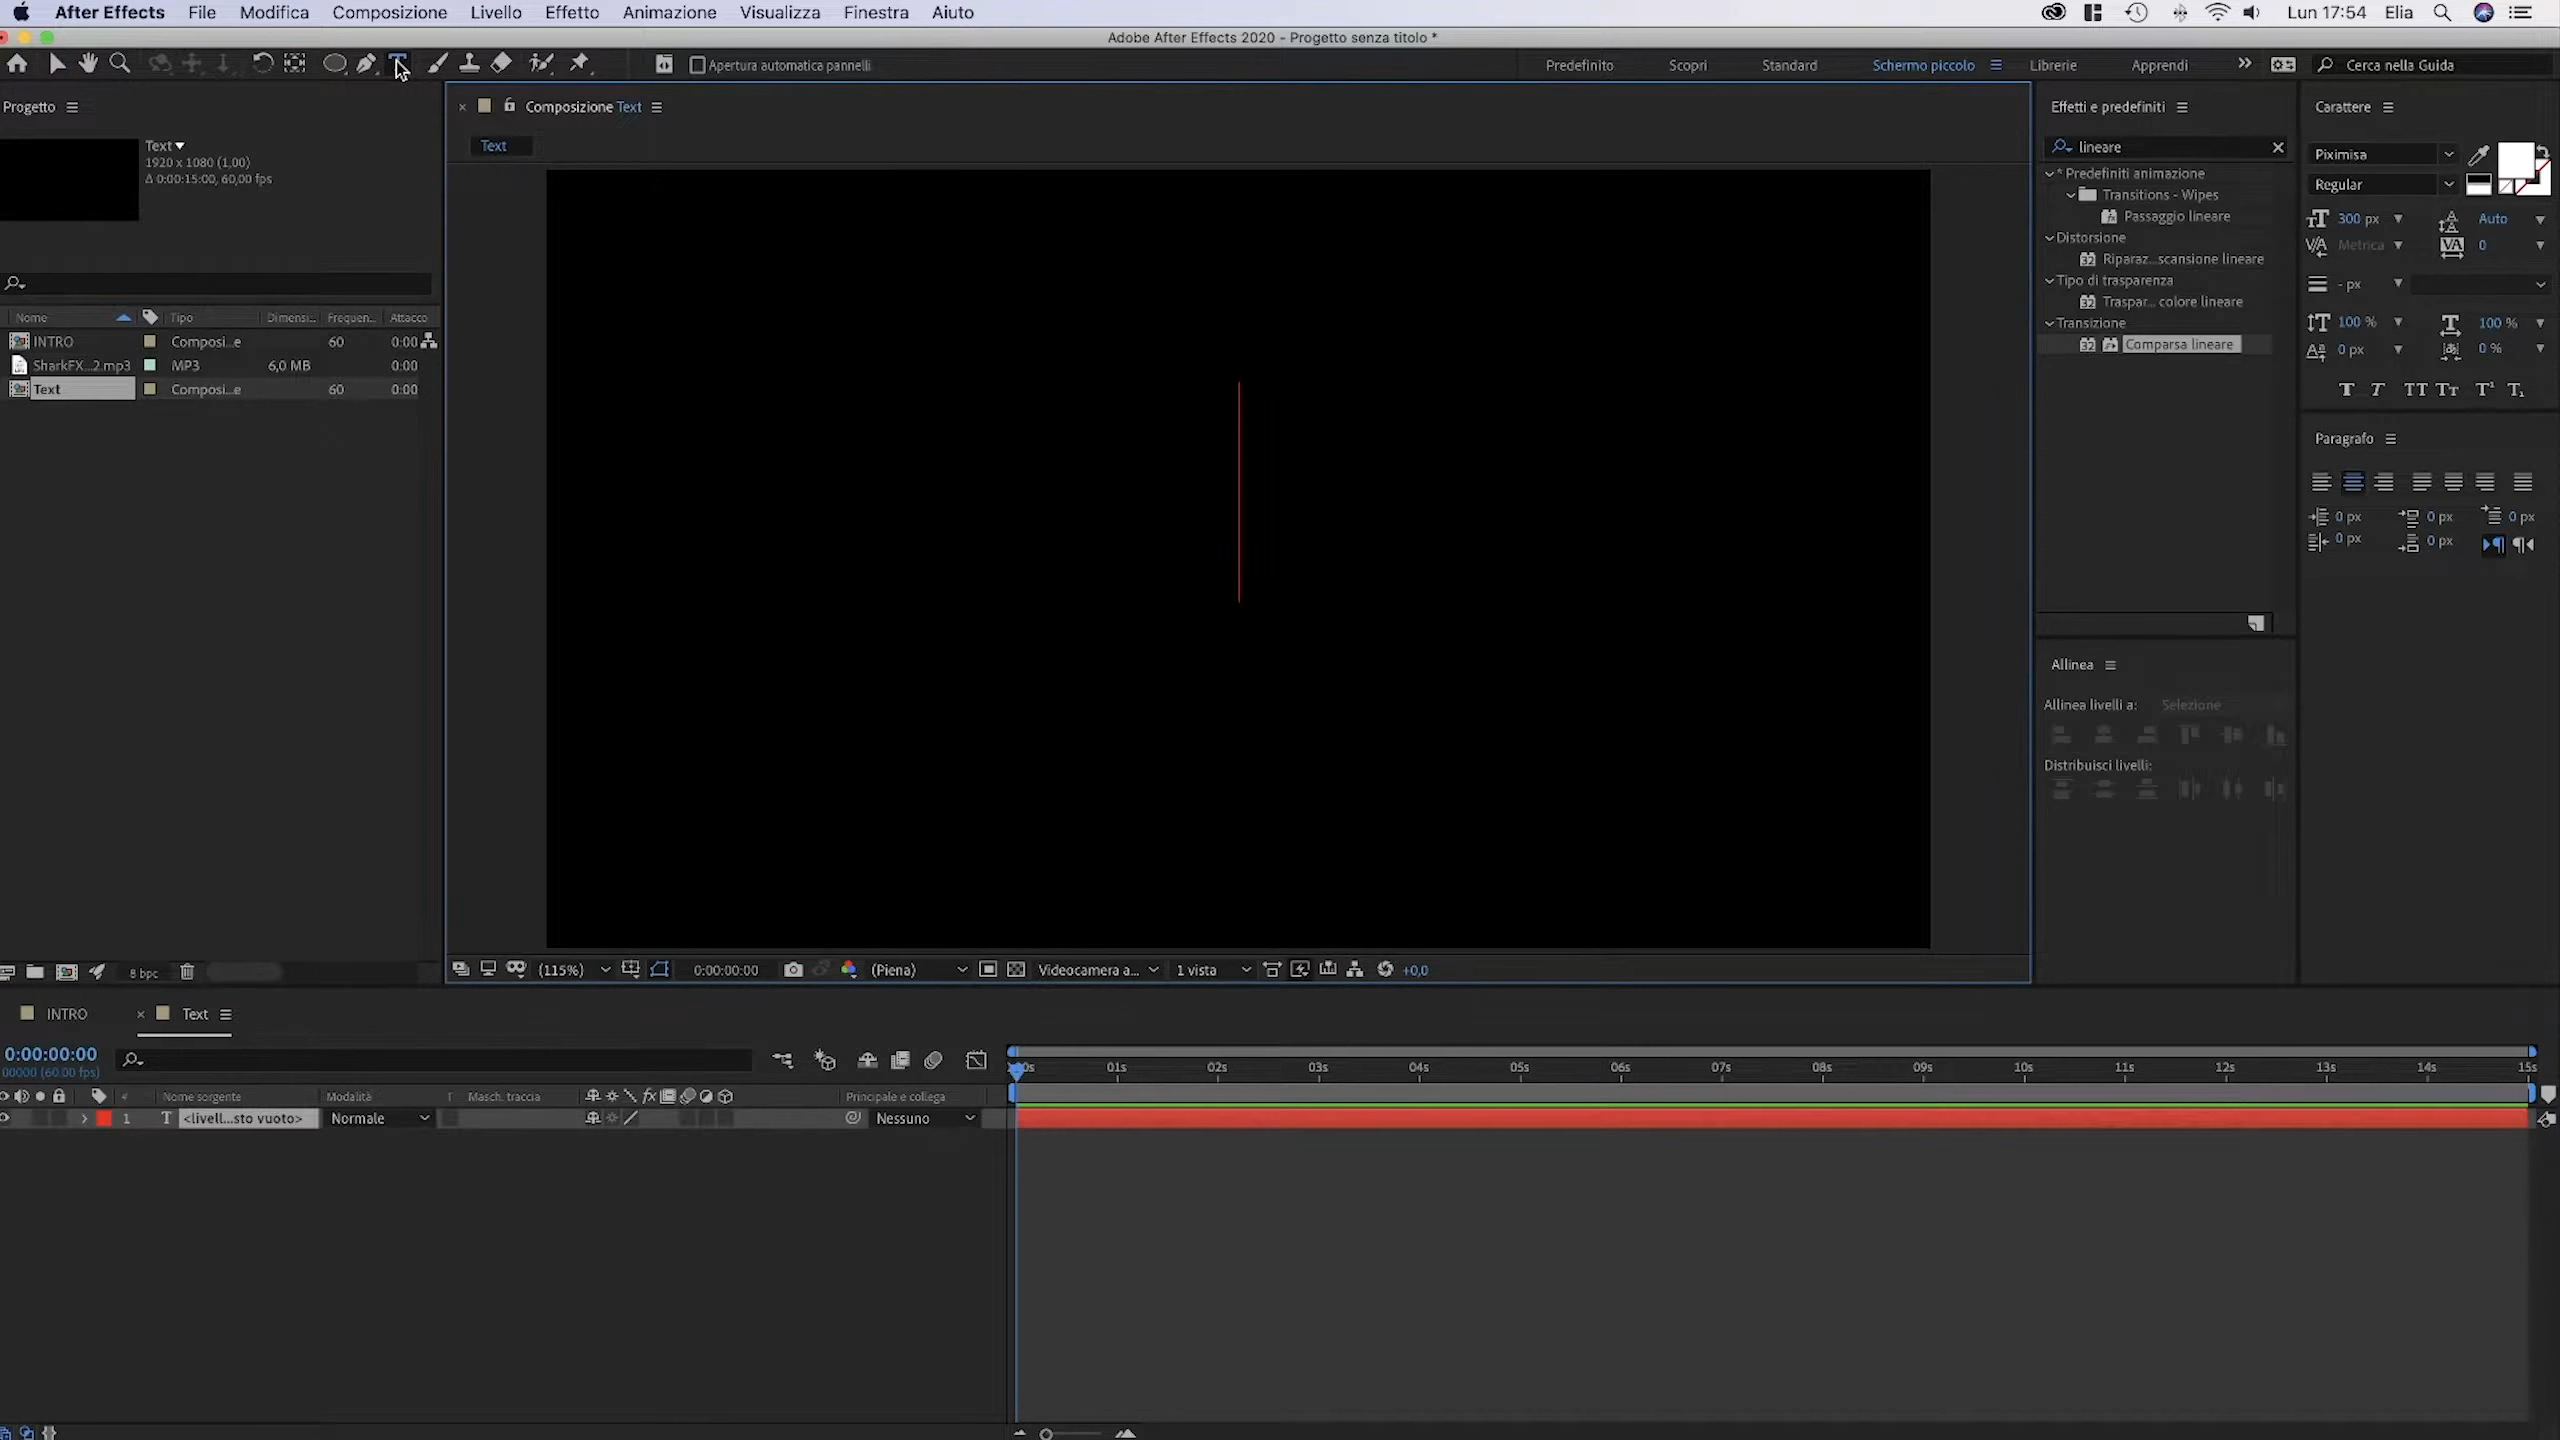 After Effects File Modifica Composizione Livello Effetto Animazione Visualizza Finestra Aiuto Lun 17:54 Elia
Adobe After Effects 2020 - Progetto senza titolo *
Apertura automatica pannelli Predefinito Scopri Standard Schermo piccolo Librerie Apprendi Cerca nella Guida
Progetto
Text
1920 x 1080 (1,00)
Δ 0:00:15:00, 60,00 fps
Nome Tipo Dimensi... Frequen... Attacco
INTRO Composi...e 60 0:00
SharkFX...2.mp3 MP3 6,0 MB 0:00
Text Composi...e 60 0:00
8 bpc
Composizione Text
Text
(115%) 0:00:00:00 (Piena) Videocamera a... 1 vista +0,0
Effetti e predefiniti
lineare
* Predefiniti animazione
Transitions - Wipes
Passaggio lineare
Distorsione
32 Riparaz...scansione lineare
Tipo di trasparenza
32 Traspar... colore lineare
Transizione
32 Comparsa lineare
Allinea
Allinea livelli a: Selezione
Distribuisci livelli:
Carattere
Piximisa
Regular
300 px Auto
Metrica 0
- px
100 % 100 %
0 px 0 %
T T TT Tт T¹ T₁
Paragrafo
0 px 0 px 0 px
0 px 0 px
INTRO Text
0:00:00:00
00000 (60.00 fps)
# Nome sorgente Modalità T Masch. traccia fx Principale e collega
1 T <livell...sto vuoto> Normale Nessuno
01s 02s 03s 04s 05s 06s 07s 08s 09s 10s 11s 12s 13s 14s 15s